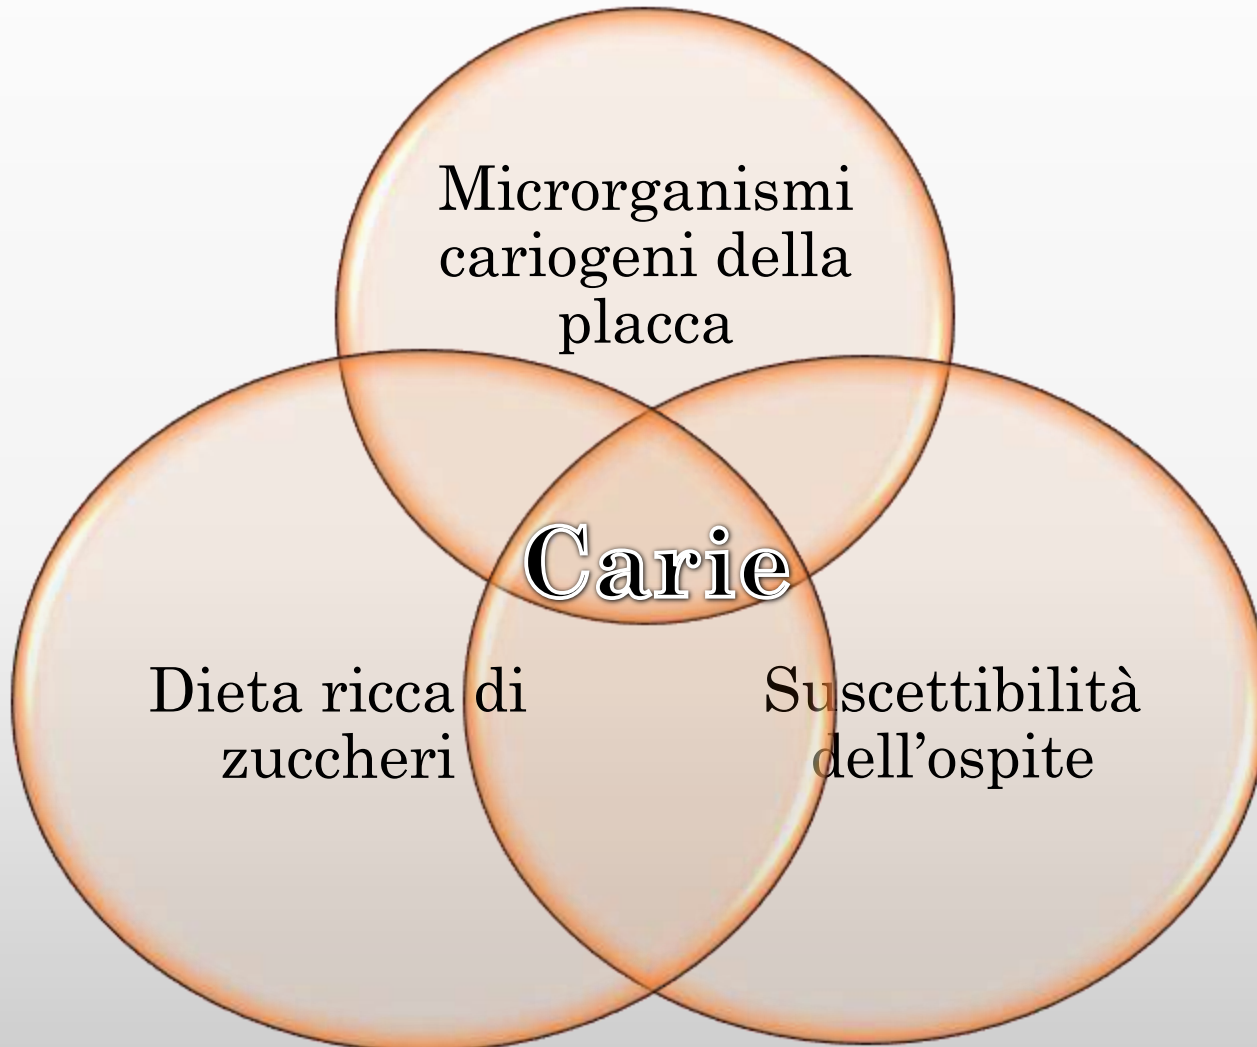 Microrganismi
cariogeni della
placca
Carie
Dieta ricca di
zuccheri
Suscettibilità
dell’ospite